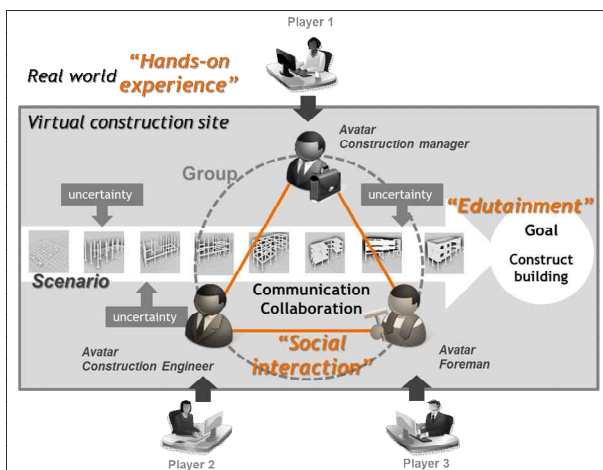 Player 1
Real world
“Hands-on
experience”
Virtual construction site
Avatar
Construction manager
Group
uncertainty
uncertainty
“Edutainment”
Goal
Construct
building
Scenario
Communication
Collaboration
uncertainty
“Social
interaction”
Avatar
Construction Engineer
Avatar
Foreman
Player 2
Player 3